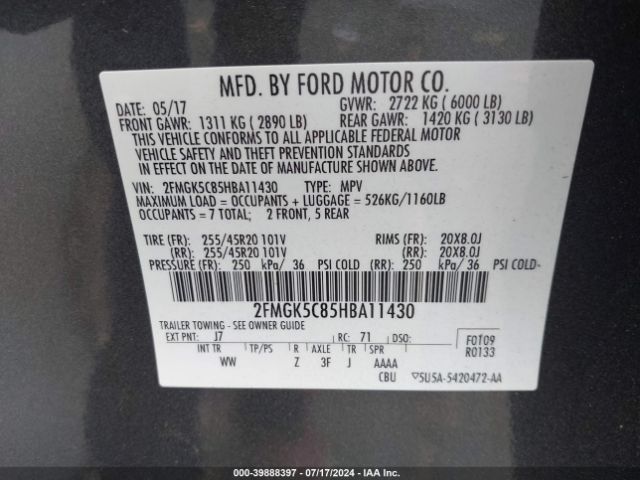 MFD. BY FORD MOTOR CO.
DATE: 05/17 GVWR: 2722 KG ( 6000 LB)
FRONT GAWR: 1311 KG ( 2890 LB) REAR GAWR: 1420 KG ( 3130 LB)
THIS VEHICLE CONFORMS TO ALL APPLICABLE FEDERAL MOTOR
VEHICLE SAFETY AND THEFT PREVENTION STANDARDS
IN EFFECT ON THE DATE OF MANUFACTURE SHOWN ABOVE.
VIN: 2FMGK5C85HBA11430 TYPE: MPV
MAXIMUM LOAD = OCCUPANTS + LUGGAGE = 526KG/1160LB
OCCUPANTS = 7 TOTAL; 2 FRONT, 5 REAR
TIRE (FR): 255/45R20 101V RIMS (FR): 20X8.0J
(RR): 255/45R20 101V (RR): 20X8.0J
PRESSURE (FR): 250 kPa/ 36 PSI COLD (RR): 250 kPa/ 36 PSI COLD
2FMGK5C85HBA11430
TRAILER TOWING - SEE OWNER GUIDE
EXT PNT: J7 RC: 71 DSO: F0109
R0133
INT TR TP/PS R AXLE TR SPR
WW Z 3F J AAAA
CBU 5U5A-5420472-AA
000-39888397 - 07/17/2024 - IAA Inc.